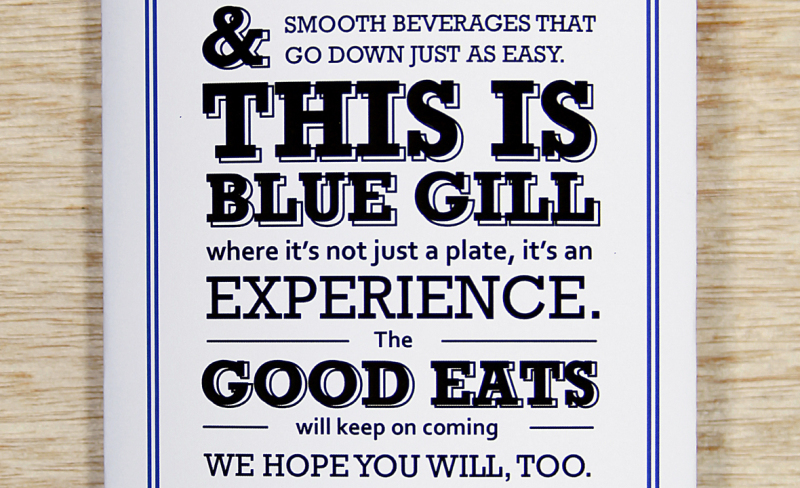 & SMOOTH BEVERAGES THAT
GO DOWN JUST AS EASY.
THIS IS
BLUE GILL
where it's not just a plate, it's an
EXPERIENCE.
The
GOOD EATS
will keep on coming
WE HOPE YOU WILL, TOO.